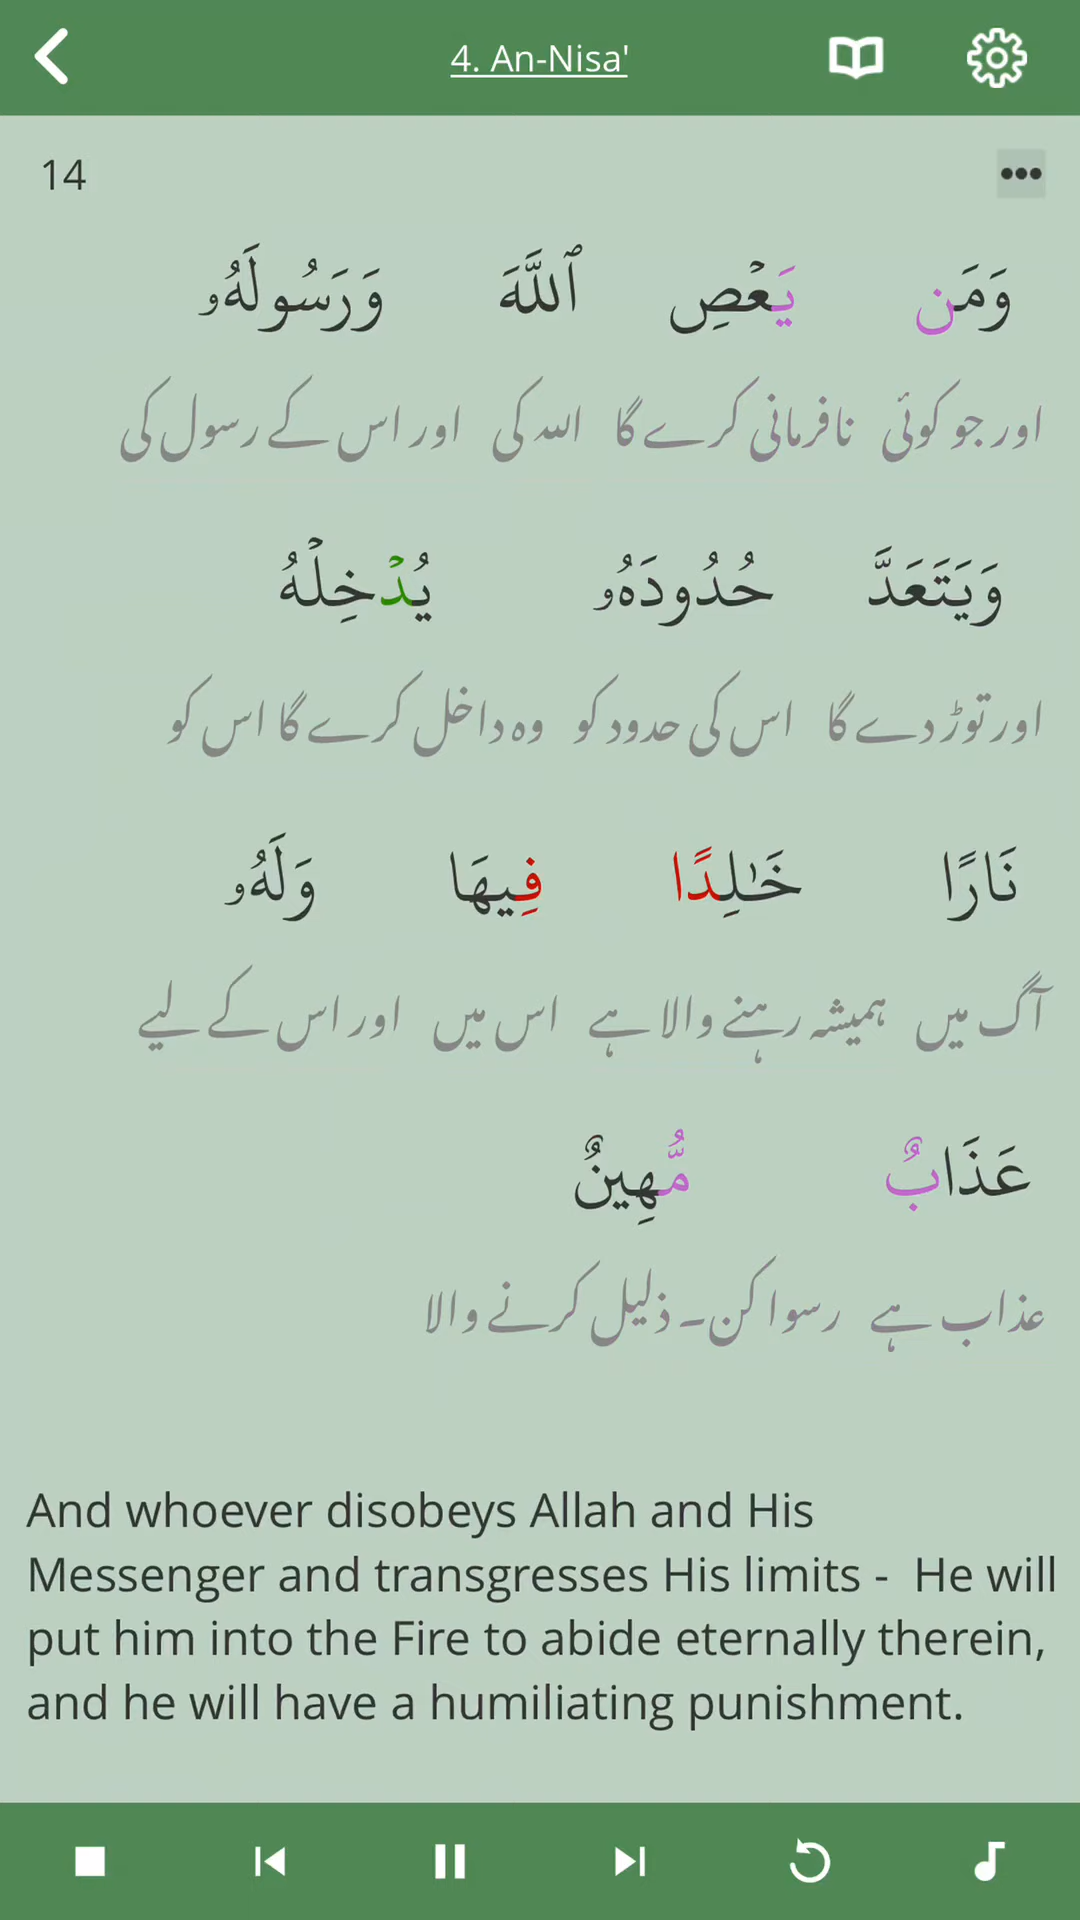 4. An-Nisa'
14
وَمَن يَعْصِ ٱللَّهَ وَرَسُولَهُۥ
اور جو کوئی نافرمانی کرے گا اللہ کی اور اس کے رسول کی
وَيَتَعَدَّ حُدُودَهُۥ يُدْخِلْهُ
اور توڑ دے گا اس کی حدود کو وہ داخل کرے گا اس کو
نَارًا خَـٰلِدًا فِيهَا وَلَهُۥ
آگ میں ہمیشہ رہنے والا ہے اس میں اور اس کے لیے
عَذَابٌ مُّهِينٌ
عذاب ہے رسوا کن۔ ذلیل کرنے والا
And whoever disobeys Allah and His
Messenger and transgresses His limits - He will
put him into the Fire to abide eternally therein,
and he will have a humiliating punishment.